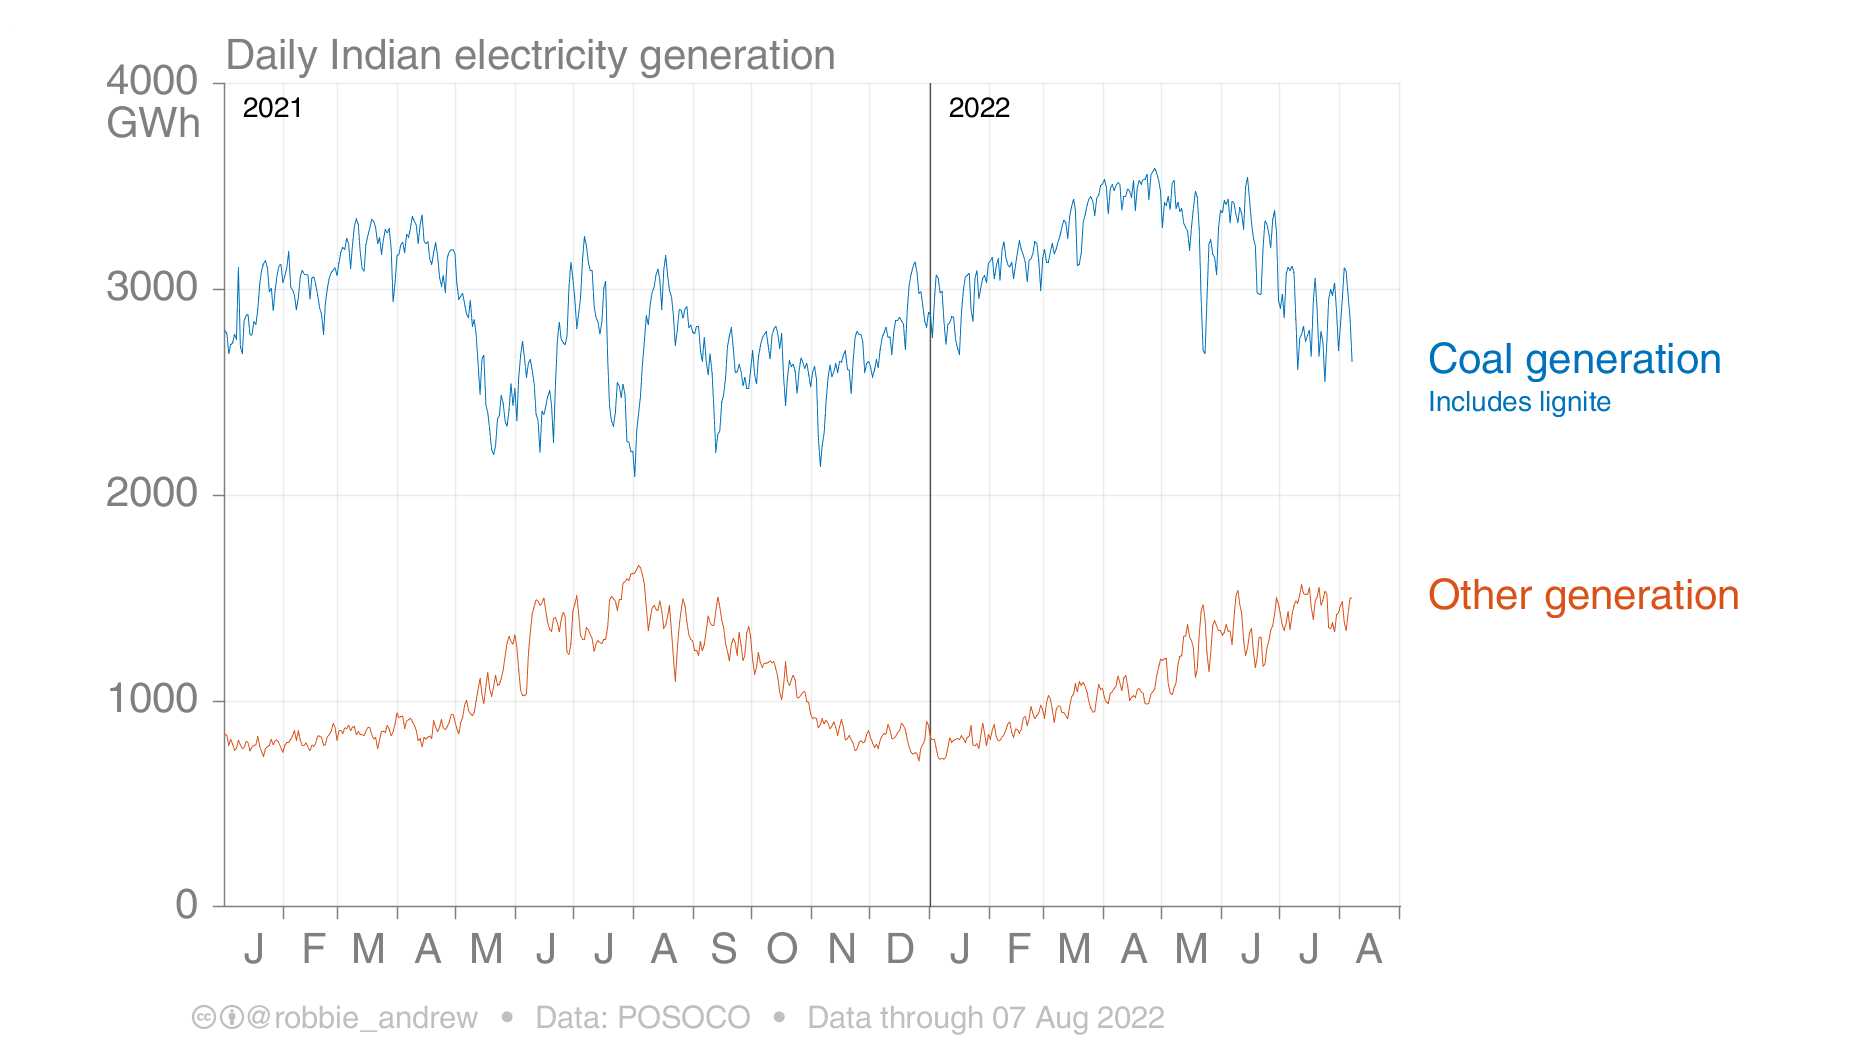 Daily Indian electricity generation
4000
GWh
2021
2022
3000
2000
1000
0
Coal generation
Includes lignite
Other generation
J F M A M J J A S O N D J F M A M J J A
@robbie_andrew • Data: POSOCO • Data through 07 Aug 2022